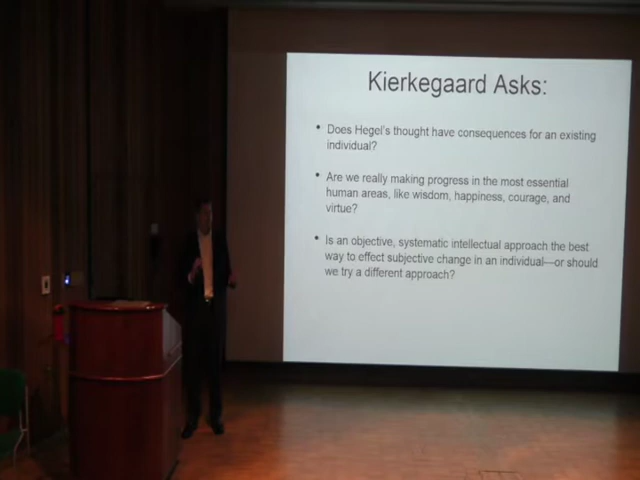 Kierkegaard Asks:
• Does Hegel's thought have consequences for an existing
individual?
• Are we really making progress in the most essential
human areas, like wisdom, happiness, courage, and
virtue?
• Is an objective, systematic intellectual approach the best
way to effect subjective change in an individual—or should
we try a different approach?